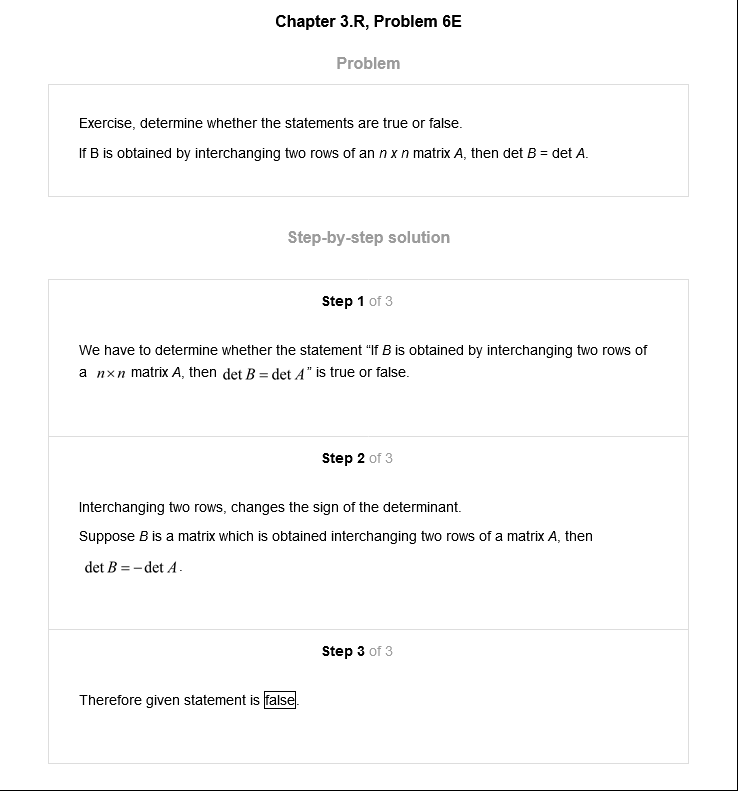 Chapter 3.R, Problem 6E
Problem
Exercise, determine whether the statements are true or false.
If B is obtained by interchanging two rows of an n x n matrix A, then det B = det A.
Step-by-step solution
Step 1 of 3
We have to determine whether the statement “If B is obtained by interchanging two rows of
a n×n matrix A, then det B = det A” is true or false.
Step 2 of 3
Interchanging two rows, changes the sign of the determinant.
Suppose B is a matrix which is obtained interchanging two rows of a matrix A, then
det B = −det A.
Step 3 of 3
Therefore given statement is false.